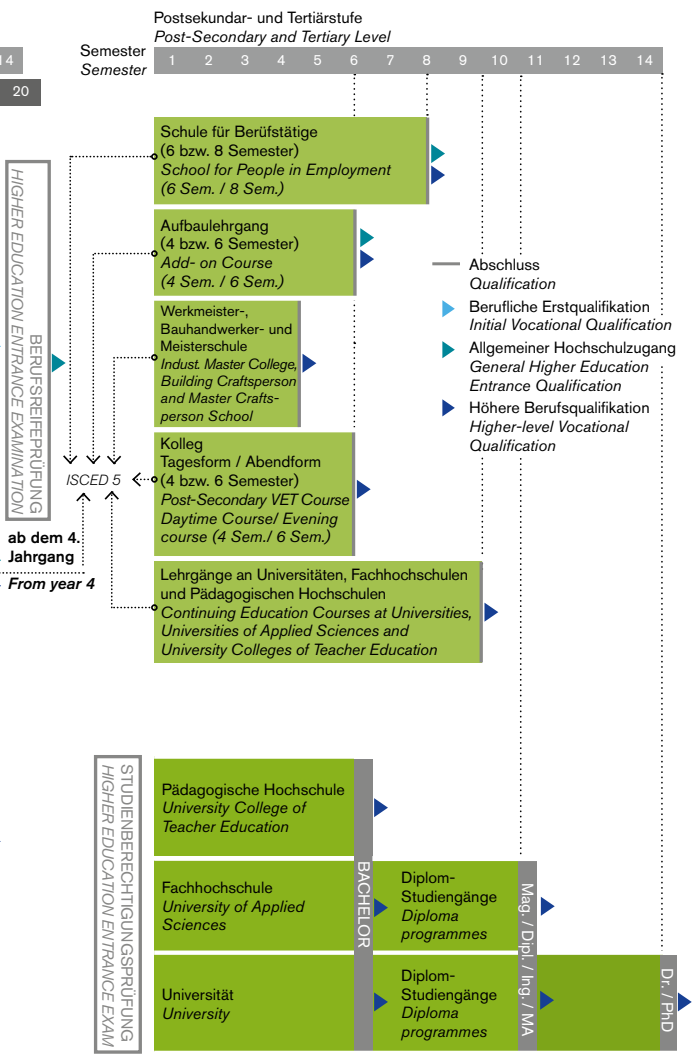 Postsekundar- und Tertiärstufe
Post-Secondary and Tertiary Level
Semester
Semester
1 2 3 4 5 6 7 8 9 10 11 12 13 14
14
20
Schule für Berüfstätige
(6 bzw. 8 Semester)
School for People in Employment
(6 Sem. / 8 Sem.)
Aufbaulehrgang
(4 bzw. 6 Semester)
Add- on Course
(4 Sem. / 6 Sem.)
Werkmeister-,
Bauhandwerker- und
Meisterschule
Indust. Master College,
Building Craftsperson
and Master Crafts-
person School
Kolleg
Tagesform / Abendform
(4 bzw. 6 Semester)
Post-Secondary VET Course
Daytime Course/ Evening
course (4 Sem./ 6 Sem.)
Lehrgänge an Universitäten, Fachhochschulen
und Pädagogischen Hochschulen
Continuing Education Courses at Universities,
Universities of Applied Sciences and
University Colleges of Teacher Education
Abschluss
Qualification
Berufliche Erstqualifikation
Initial Vocational Qualification
Allgemeiner Hochschulzugang
General Higher Education
Entrance Qualification
Höhere Berufsqualifikation
Higher-level Vocational
Qualification
BERUFSREIFEPRÜFUNG
HIGHER EDUCATION ENTRANCE EXAMINATION
ISCED 5
ab dem 4.
Jahrgang
From year 4
STUDIENBERECHTIGUNGSPRÜFUNG
HIGHER EDUCATION ENTRANCE EXAM
Pädagogische Hochschule
University College of
Teacher Education
Fachhochschule
University of Applied
Sciences
Universität
University
BACHELOR
Diplom-
Studiengänge
Diploma
programmes
Diplom-
Studiengänge
Diploma
programmes
Mag. / Dipl. / Ing. / MA
Dr. / PhD